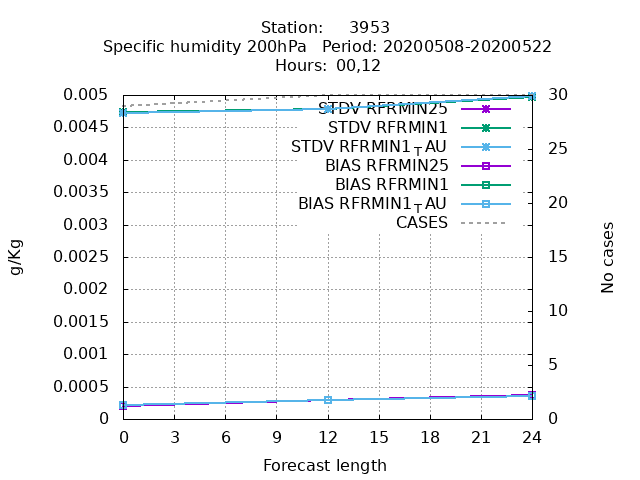 Station:     3953
Specific humidity 200hPa   Period: 20200508-20200522
Hours: 00,12
0.005
0.0045
0.004
0.0035
0.003
0.0025
0.002
0.0015
0.001
0.0005
0
g/Kg
STDV RFRMIN25
STDV RFRMIN1
STDV RFRMIN1TAU
BIAS RFRMIN25
BIAS RFRMIN1
BIAS RFRMIN1TAU
CASES
30
25
20
15
10
5
0
No cases
0 3 6 9 12 15 18 21 24
Forecast length